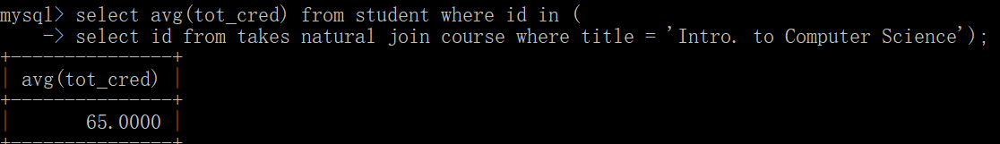 mysql> select avg(tot_cred) from student where id in (
    -> select id from takes natural join course where title = 'Intro. to Computer Science');
+---------------+
| avg(tot_cred) |
+---------------+
|       65.0000 |
+---------------+